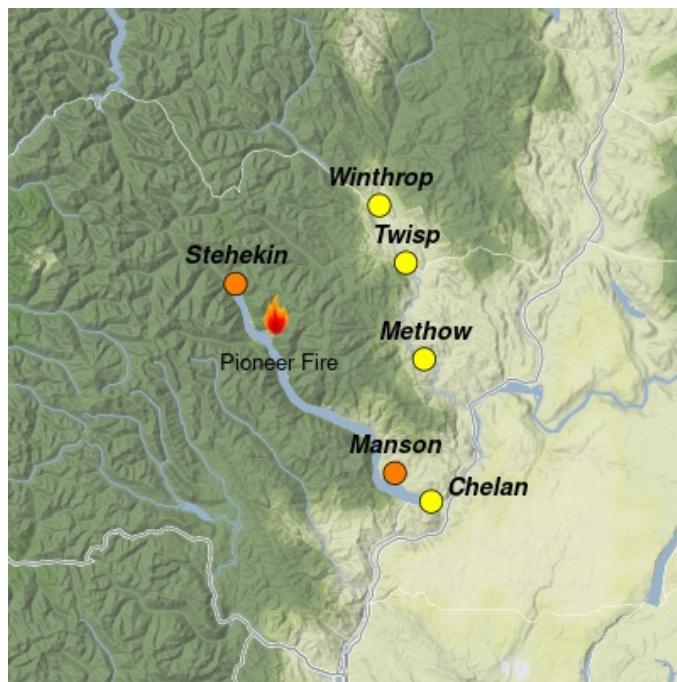 Winthrop
Twisp
Stehekin
Methow
Pioneer Fire
Manson
Chelan